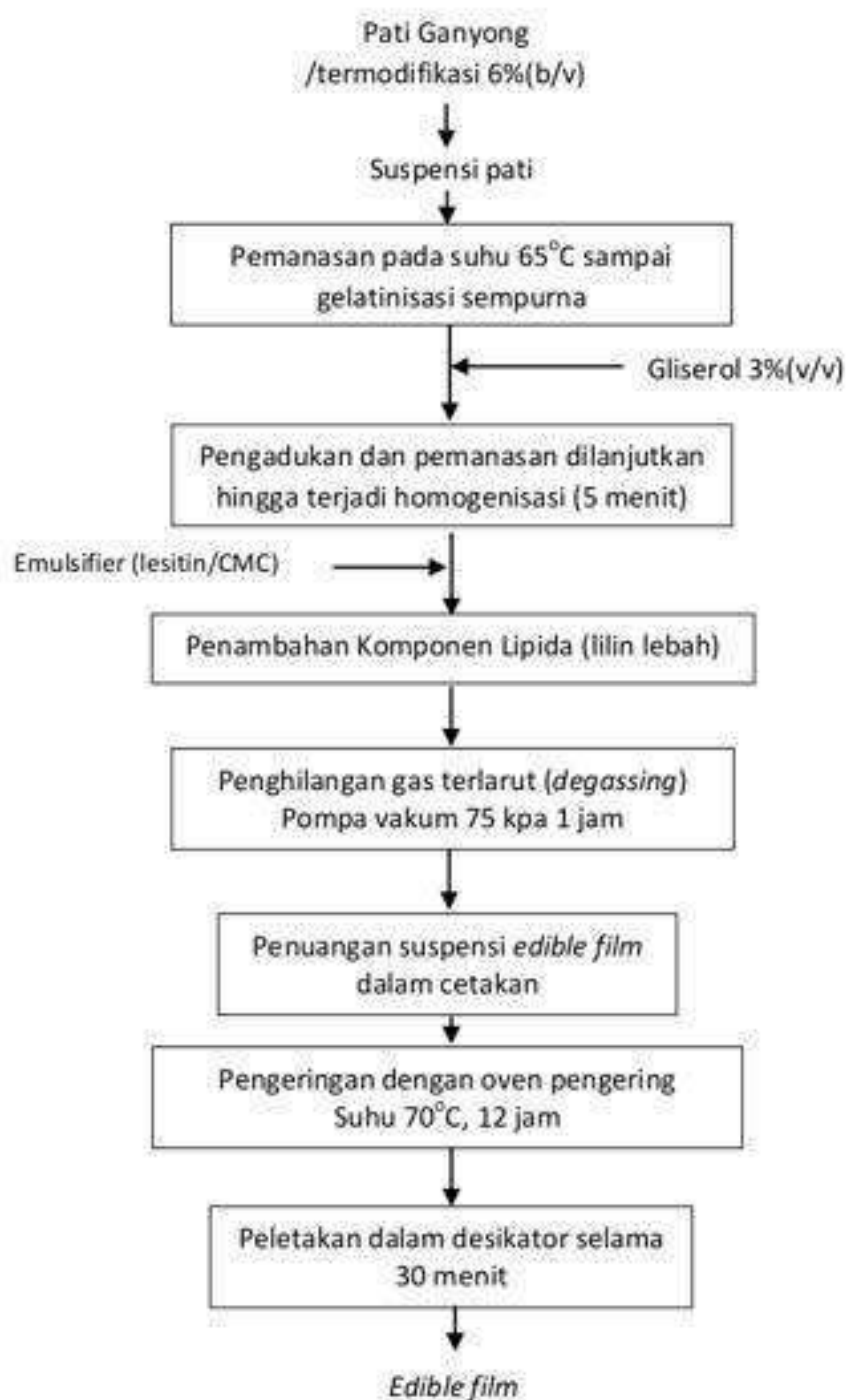 Pati Ganyong
/termodifikasi 6%(b/v)
Suspensi pati
Pemanasan pada suhu 65°C sampai
gelatinisasi sempurna
Gliserol 3%(v/v)
Pengadukan dan pemanasan dilanjutkan
hingga terjadi homogenisasi (5 menit)
Emulsifier (lesitin/CMC)
Penambahan Komponen Lipida (lilin lebah)
Penghilangan gas terlarut (degassing)
Pompa vakum 75 kpa 1 jam
Penuangan suspensi edible film
dalam cetakan
Pengeringan dengan oven pengering
Suhu 70°C, 12 jam
Peletakan dalam desikator selama
30 menit
Edible film